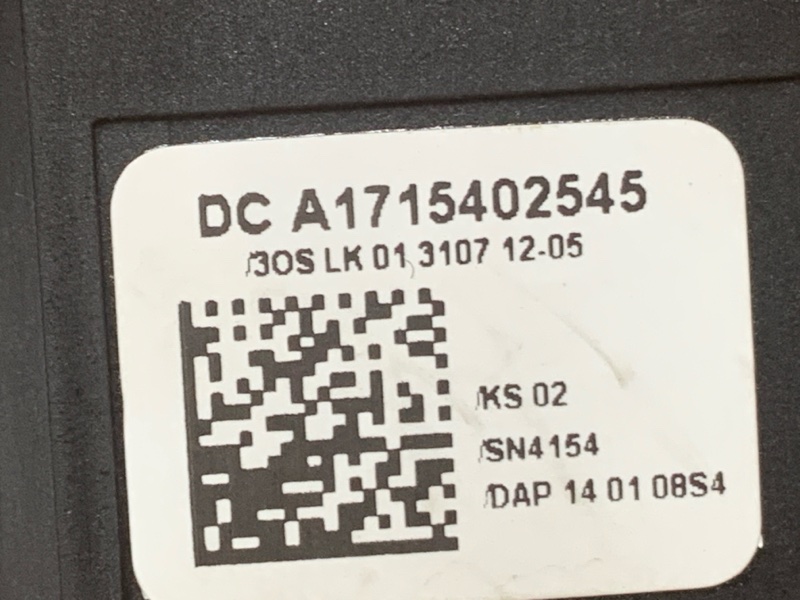 DC A1715402545
/3OS LK 01 3107 12-05
/KS 02
/SN4154
/DAP 14 01 08S4